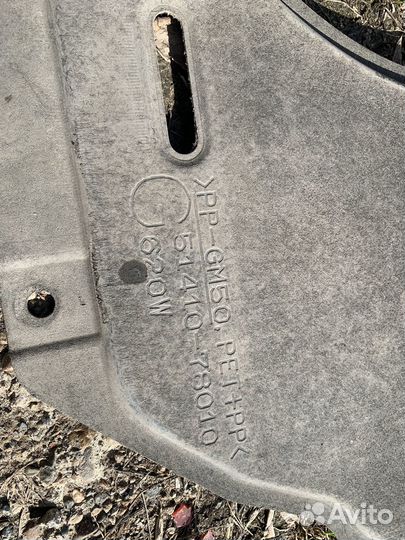 >PP-GM50, PET+PP<
51410-78010
620W
Avito